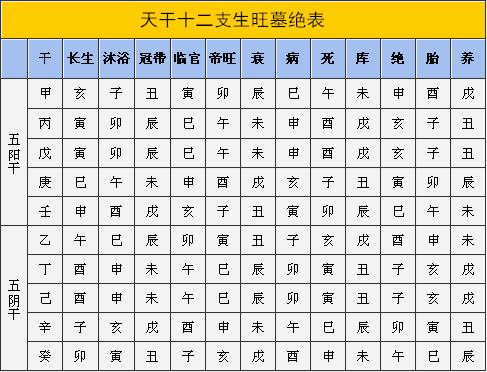 天干十二支生旺墓绝表
干 长生 沐浴 冠带 临官 帝旺 衰 病 死 库 绝 胎 养
五阳干
甲 亥 子 丑 寅 卯 辰 巳 午 未 申 酉 戌
丙 寅 卯 辰 巳 午 未 申 酉 戌 亥 子 丑
戊 寅 卯 辰 巳 午 未 申 酉 戌 亥 子 丑
庚 巳 午 未 申 酉 戌 亥 子 丑 寅 卯 辰
壬 申 酉 戌 亥 子 丑 寅 卯 辰 巳 午 未
五阴干
乙 午 巳 辰 卯 寅 丑 子 亥 戌 酉 申 未
丁 酉 申 未 午 巳 辰 卯 寅 丑 子 亥 戌
己 酉 申 未 午 巳 辰 卯 寅 丑 子 亥 戌
辛 子 亥 戌 酉 申 未 午 巳 辰 卯 寅 丑
癸 卯 寅 丑 子 亥 戌 酉 申 未 午 巳 辰